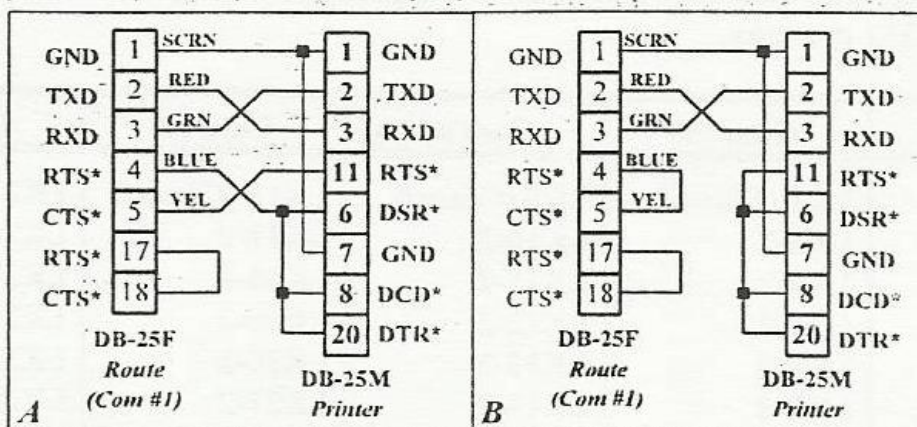 GND 1 SCRN 1 GND
TXD 2 RED 2 TXD
RXD 3 GRN 3 RXD
RTS* 4 BLUE 11 RTS*
CTS* 5 YEL 6 DSR*
RTS* 17 7 GND
CTS* 18 8 DCD*
20 DTR*
DB-25F
Route
(Com #1)
DB-25M
Printer
A
GND 1 SCRN 1 GND
TXD 2 RED 2 TXD
RXD 3 GRN 3 RXD
RTS* 4 BLUE 11 RTS*
CTS* 5 YEL 6 DSR*
RTS* 17 7 GND
CTS* 18 8 DCD*
20 DTR*
DB-25F
Route
(Com #1)
DB-25M
Printer
B